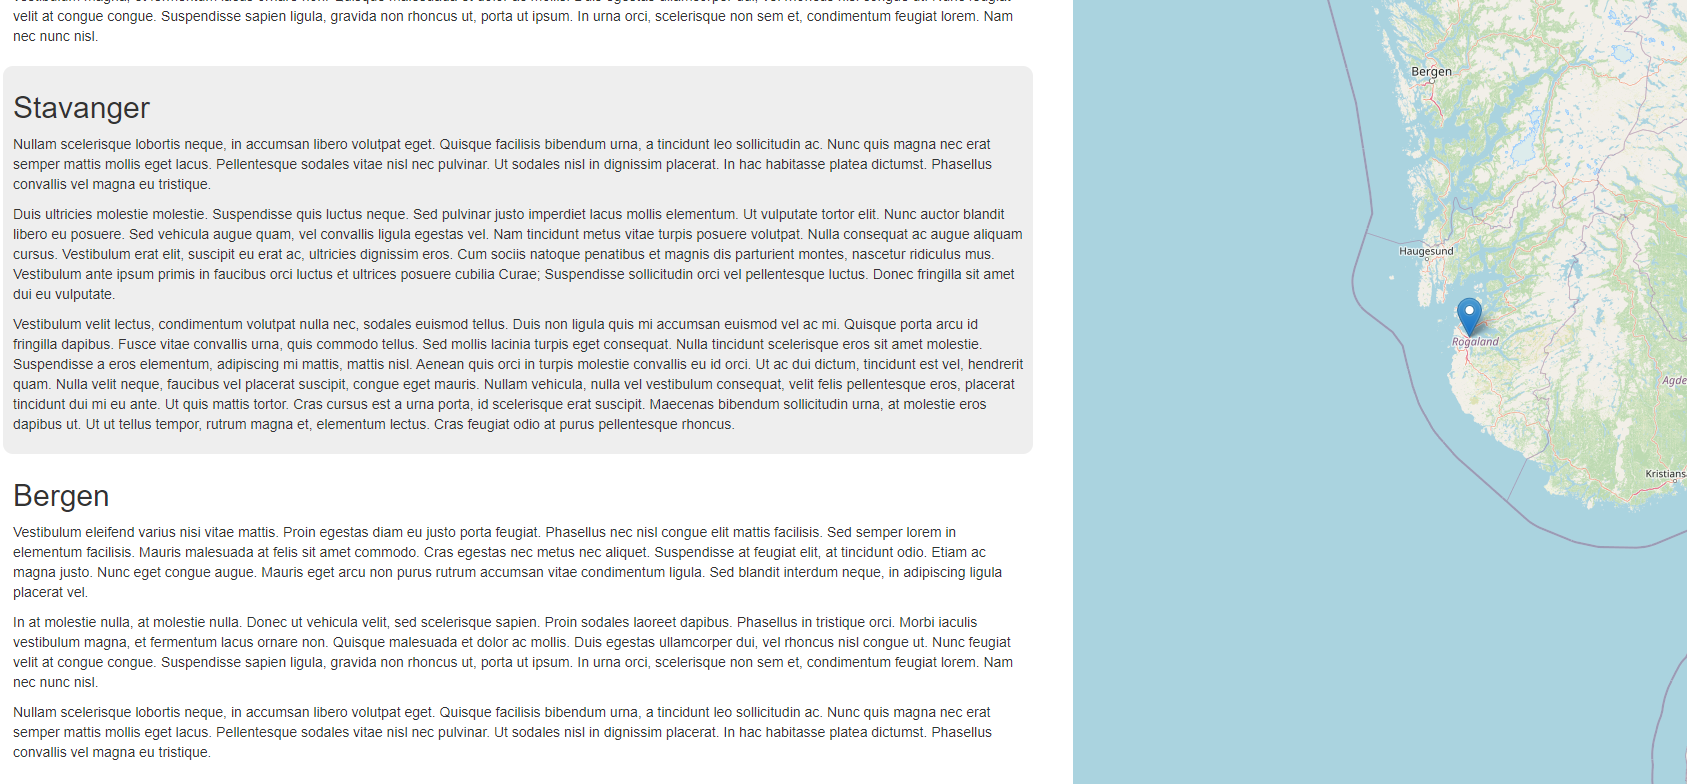 velit at congue congue. Suspendisse sapien ligula, gravida non rhoncus ut, porta ut ipsum. In urna orci, scelerisque non sem et, condimentum feugiat lorem. Nam
nec nunc nisl.
Stavanger
Nullam scelerisque lobortis neque, in accumsan libero volutpat eget. Quisque facilisis bibendum urna, a tincidunt leo sollicitudin ac. Nunc quis magna nec erat
semper mattis mollis eget lacus. Pellentesque sodales vitae nisl nec pulvinar. Ut sodales nisl in dignissim placerat. In hac habitasse platea dictumst. Phasellus
convallis vel magna eu tristique.
Duis ultricies molestie molestie. Suspendisse quis luctus neque. Sed pulvinar justo imperdiet lacus mollis elementum. Ut vulputate tortor elit. Nunc auctor blandit
libero eu posuere. Sed vehicula augue quam, vel convallis ligula egestas vel. Nam tincidunt metus vitae turpis posuere volutpat. Nulla consequat ac augue aliquam
cursus. Vestibulum erat elit, suscipit eu erat ac, ultricies dignissim eros. Cum sociis natoque penatibus et magnis dis parturient montes, nascetur ridiculus mus.
Vestibulum ante ipsum primis in faucibus orci luctus et ultrices posuere cubilia Curae; Suspendisse sollicitudin orci vel pellentesque luctus. Donec fringilla sit amet
dui eu vulputate.
Vestibulum velit lectus, condimentum volutpat nulla nec, sodales euismod tellus. Duis non ligula quis mi accumsan euismod vel ac mi. Quisque porta arcu id
fringilla dapibus. Fusce vitae convallis urna, quis commodo tellus. Sed mollis lacinia turpis eget consequat. Nulla tincidunt scelerisque eros sit amet molestie.
Suspendisse a eros elementum, adipiscing mi mattis, mattis nisl. Aenean quis orci in turpis molestie convallis eu id orci. Ut ac dui dictum, tincidunt est vel, hendrerit
quam. Nulla velit neque, faucibus vel placerat suscipit, congue eget mauris. Nullam vehicula, nulla vel vestibulum consequat, velit felis pellentesque eros, placerat
tincidunt dui mi eu ante. Ut quis mattis tortor. Cras cursus est a urna porta, id scelerisque erat suscipit. Maecenas bibendum sollicitudin urna, at molestie eros
dapibus ut. Ut ut tellus tempor, rutrum magna et, elementum lectus. Cras feugiat odio at purus pellentesque rhoncus.
Bergen
Vestibulum eleifend varius nisi vitae mattis. Proin egestas diam eu justo porta feugiat. Phasellus nec nisl congue elit mattis facilisis. Sed semper lorem in
elementum facilisis. Mauris malesuada at felis sit amet commodo. Cras egestas nec metus nec aliquet. Suspendisse at feugiat elit, at tincidunt odio. Etiam ac
magna justo. Nunc eget congue augue. Mauris eget arcu non purus rutrum accumsan vitae condimentum ligula. Sed blandit interdum neque, in adipiscing ligula
placerat vel.
In at molestie nulla, at molestie nulla. Donec ut vehicula velit, sed scelerisque sapien. Proin sodales laoreet dapibus. Phasellus in tristique orci. Morbi iaculis
vestibulum magna, et fermentum lacus ornare non. Quisque malesuada et dolor ac mollis. Duis egestas ullamcorper dui, vel rhoncus nisl congue ut. Nunc feugiat
velit at congue congue. Suspendisse sapien ligula, gravida non rhoncus ut, porta ut ipsum. In urna orci, scelerisque non sem et, condimentum feugiat lorem. Nam
nec nunc nisl.
Nullam scelerisque lobortis neque, in accumsan libero volutpat eget. Quisque facilisis bibendum urna, a tincidunt leo sollicitudin ac. Nunc quis magna nec erat
semper mattis mollis eget lacus. Pellentesque sodales vitae nisl nec pulvinar. Ut sodales nisl in dignissim placerat. In hac habitasse platea dictumst. Phasellus
convallis vel magna eu tristique.
Bergen
Haugesund
Rogaland
Agde
Kristians